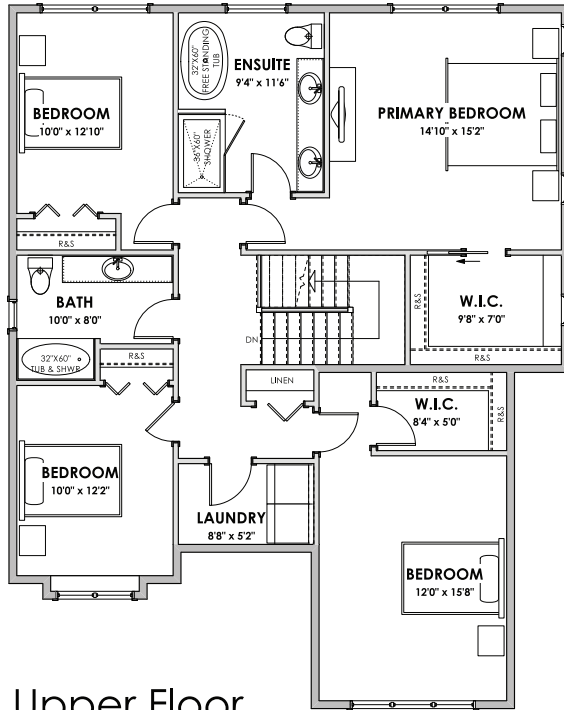 32"X60"
FREE STANDING
TUB
ENSUITE
9'4" x 11'6"
BEDROOM
10'0" x 12'10"
PRIMARY BEDROOM
14'10" x 15'2"
36"X60"
SHOWER
R&S
BATH
10'0" x 8'0"
W.I.C.
9'8" x 7'0"
R&S
R&S
DN
32"X60"
TUB & SHWR
R&S
LINEN
R&S
W.I.C.
8'4" x 5'0"
R&S
BEDROOM
10'0" x 12'2"
LAUNDRY
8'8" x 5'2"
BEDROOM
12'0" x 15'8"
Upper Floor